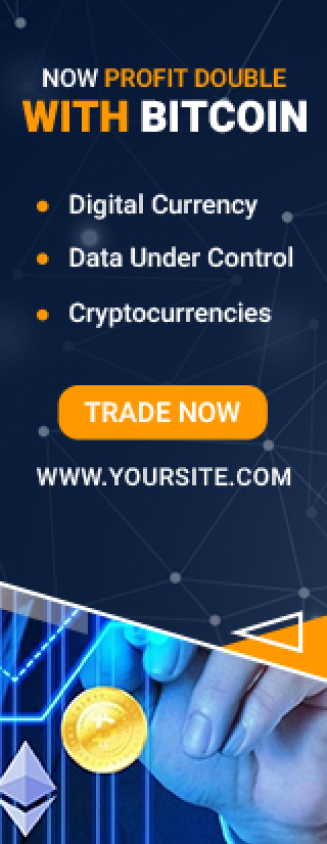 NOW PROFIT DOUBLE
WITH BITCOIN
Digital Currency
Data Under Control
Cryptocurrencies
TRADE NOW
WWW.YOURSITE.COM